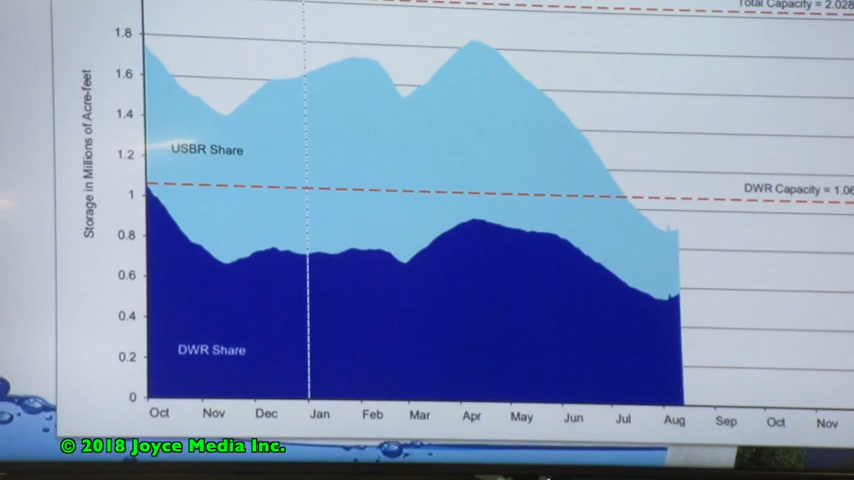 Total Capacity = 2.028
1.8
1.6
1.4
1.2
1
0.8
0.6
0.4
0.2
0
Storage in Millions of Acre-feet
USBR Share
DWR Capacity = 1.06
DWR Share
Oct Nov Dec Jan Feb Mar Apr May Jun Jul Aug Sep Oct Nov
© 2018 Joyce Media Inc.